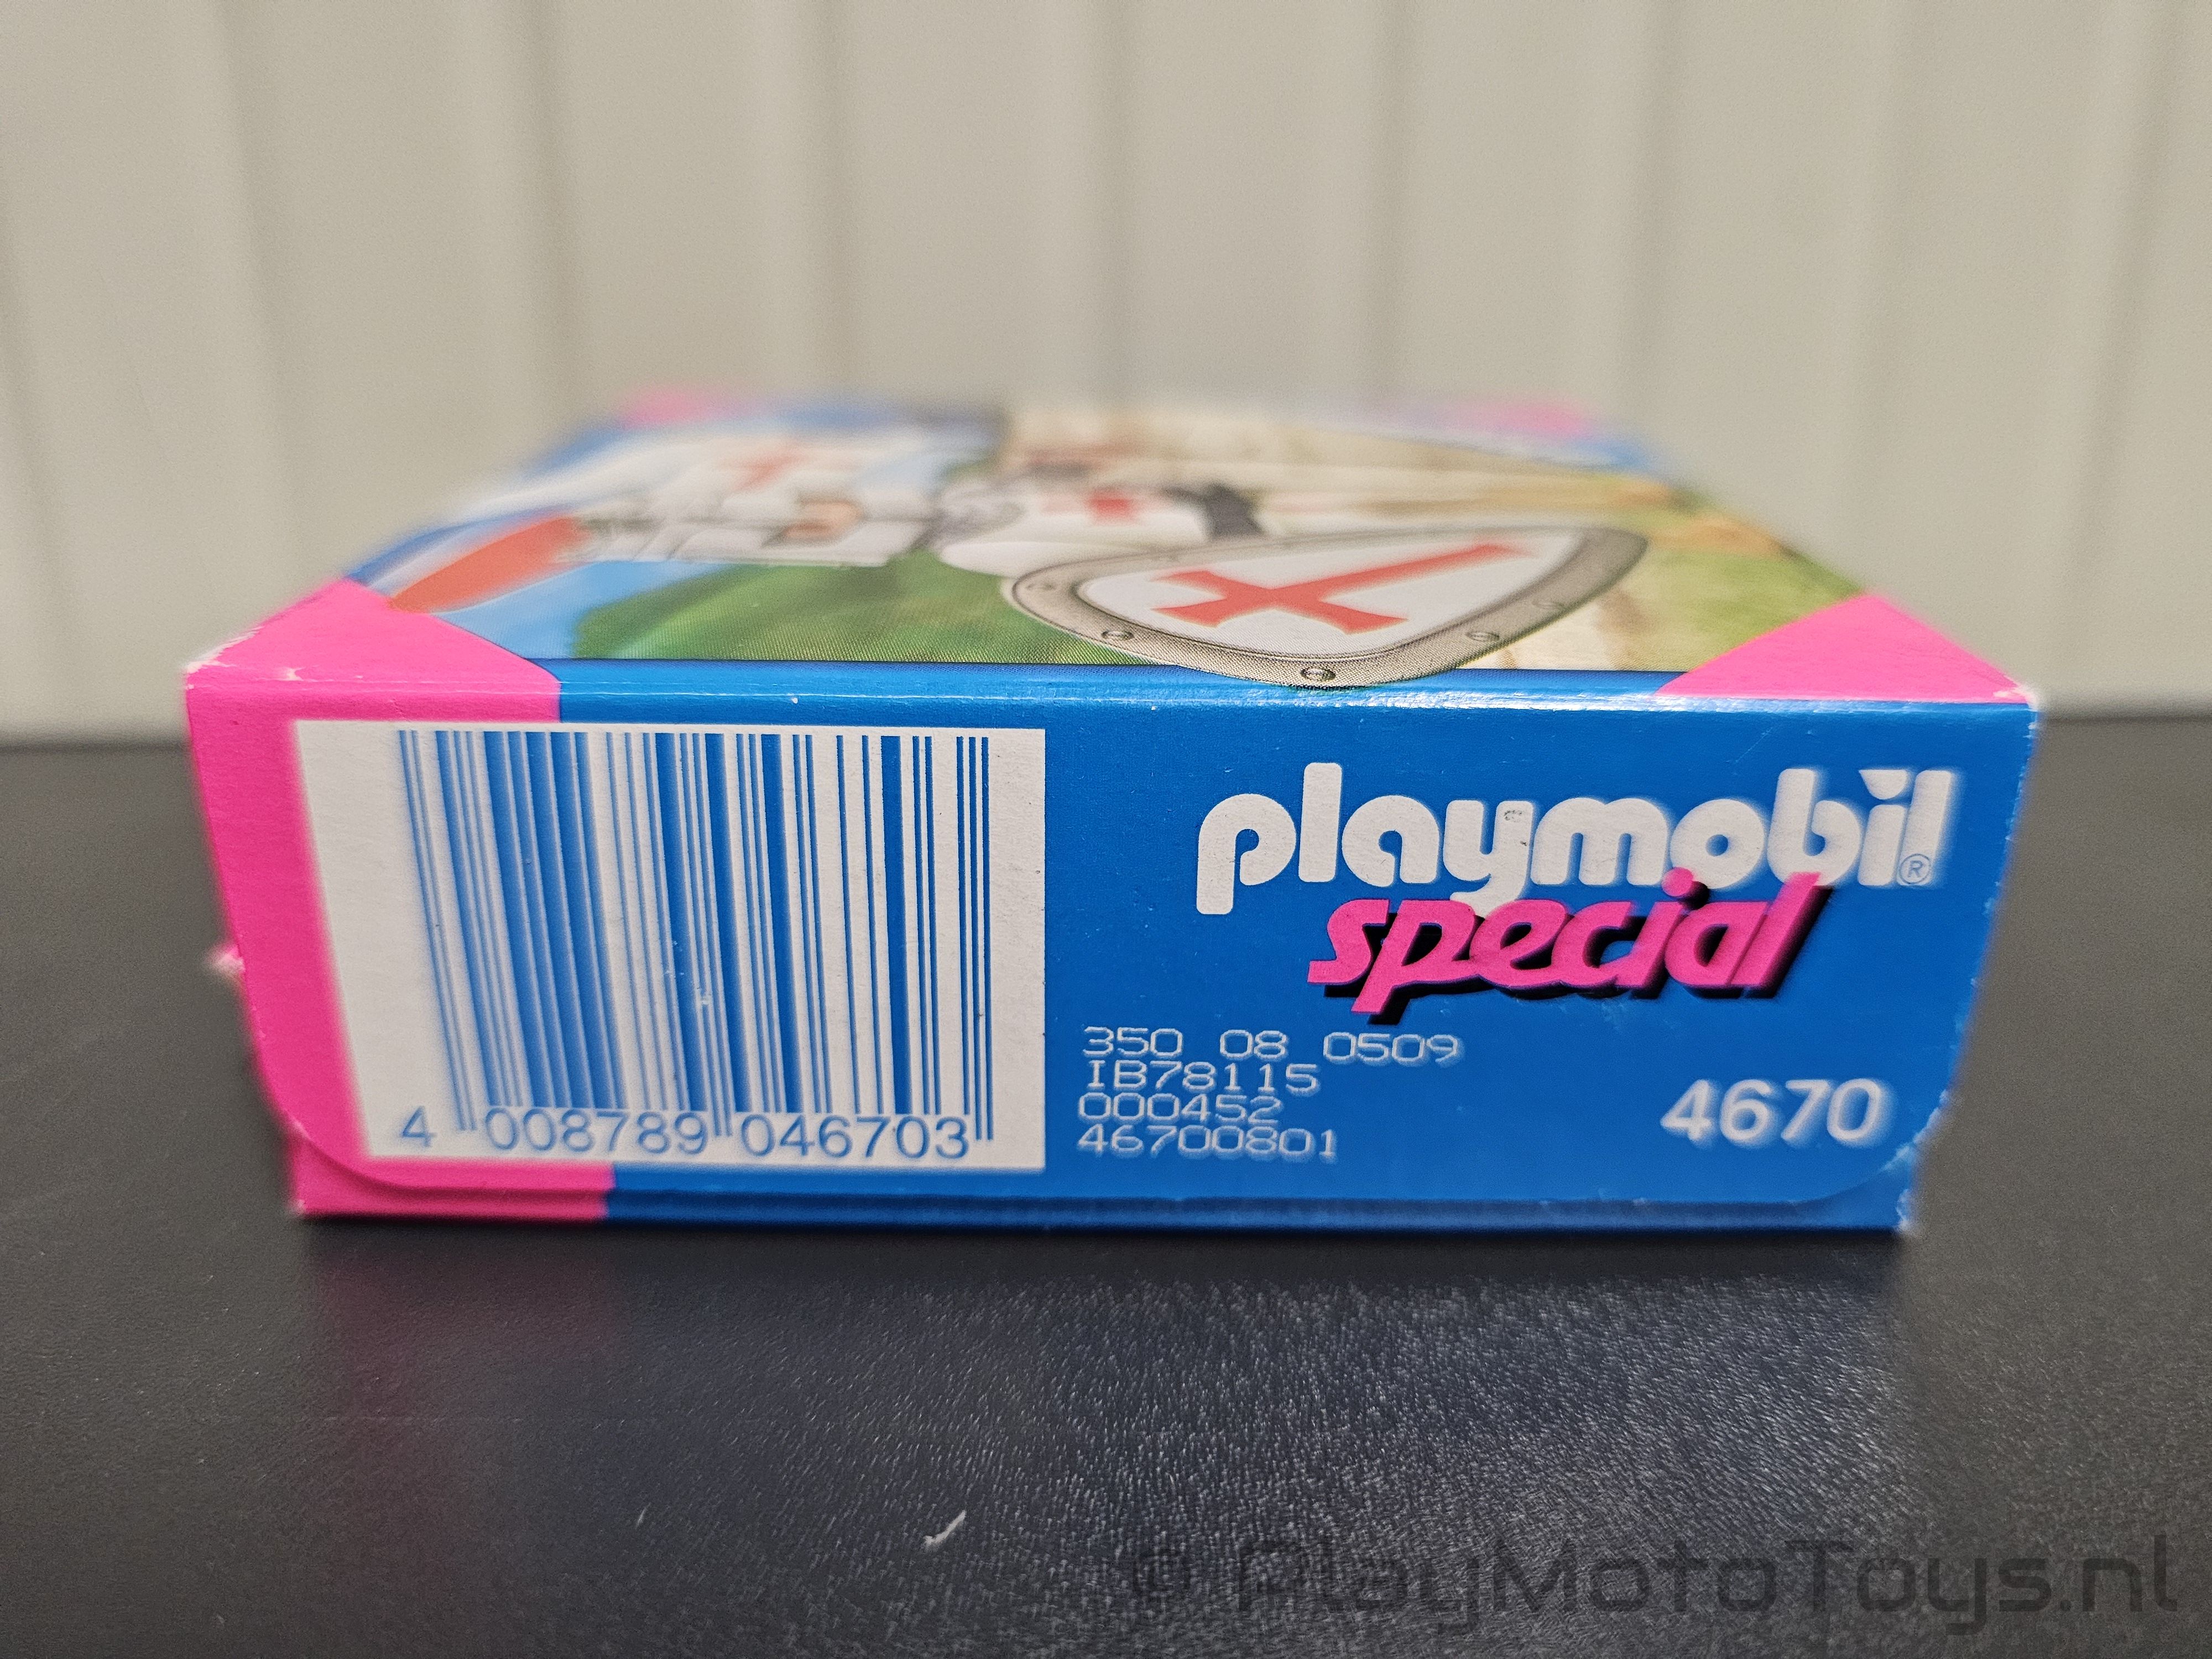 playmobil®
special
350 08 0509
IB78115
000452
46700801
4670
4 008789 046703
© PlayMotoToys.nl